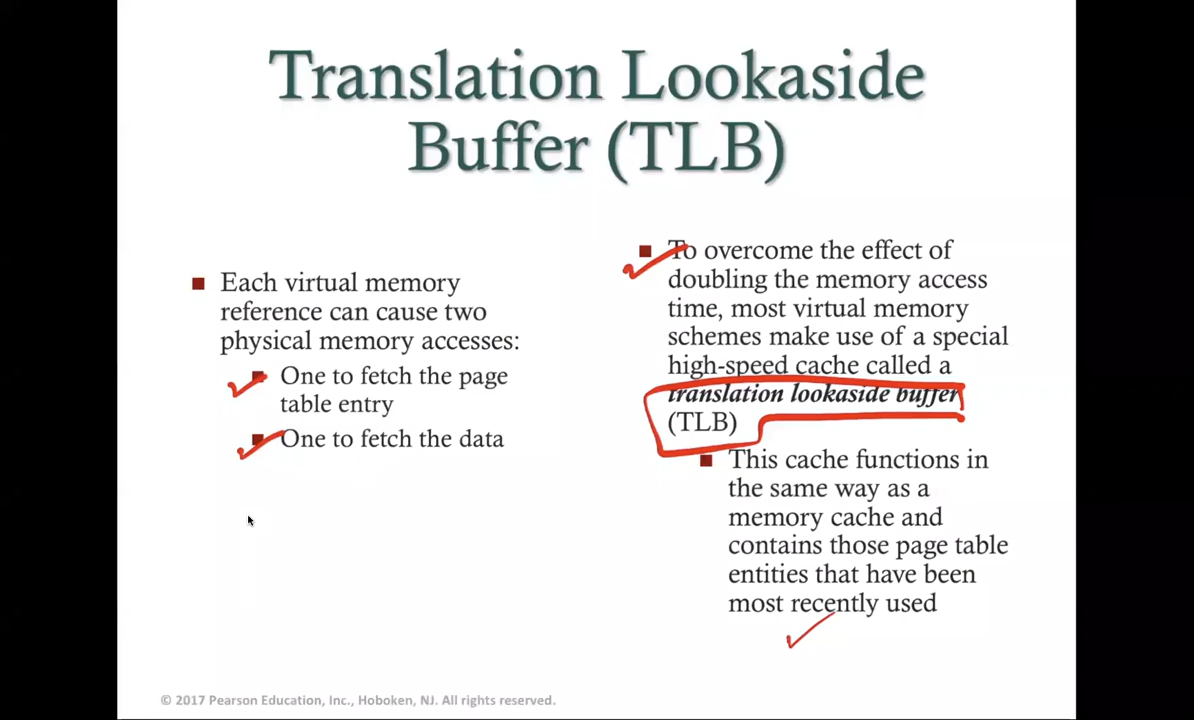 Translation Lookaside
Buffer (TLB)
Each virtual memory
reference can cause two
physical memory accesses:
One to fetch the page
table entry
One to fetch the data
To overcome the effect of
doubling the memory access
time, most virtual memory
schemes make use of a special
high-speed cache called a
translation lookaside buffer
(TLB)
This cache functions in
the same way as a
memory cache and
contains those page table
entities that have been
most recently used
© 2017 Pearson Education, Inc., Hoboken, NJ. All rights reserved.